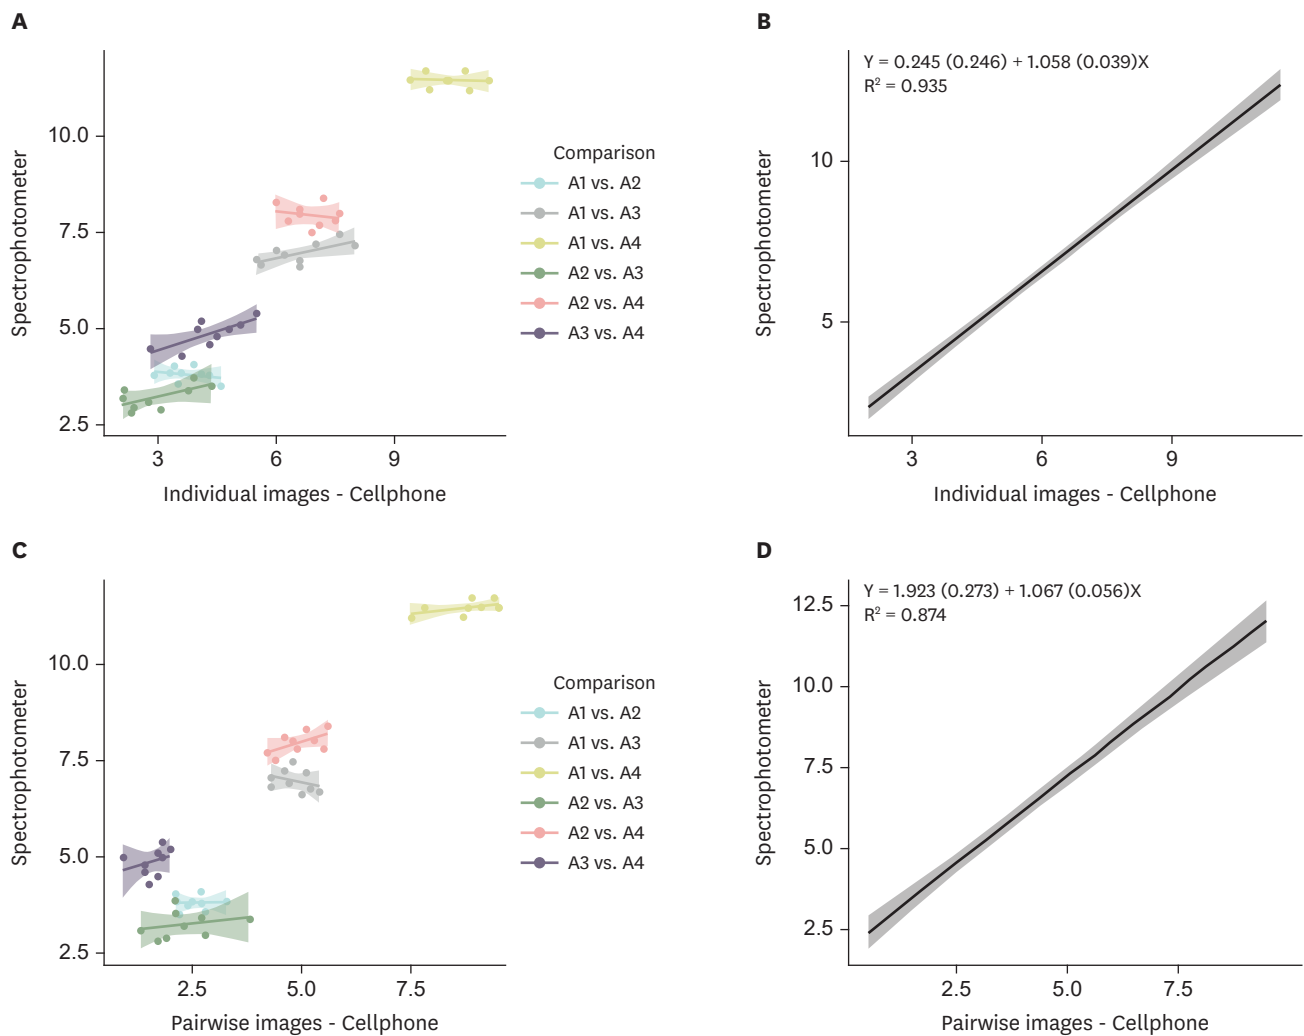 A
Spectrophotometer
10.0
7.5
5.0
2.5
3 6 9
Individual images - Cellphone
Comparison
A1 vs. A2
A1 vs. A3
A1 vs. A4
A2 vs. A3
A2 vs. A4
A3 vs. A4
B
Y = 0.245 (0.246) + 1.058 (0.039)X
R² = 0.935
Spectrophotometer
10
5
3 6 9
Individual images - Cellphone
C
Spectrophotometer
10.0
7.5
5.0
2.5
2.5 5.0 7.5
Pairwise images - Cellphone
Comparison
A1 vs. A2
A1 vs. A3
A1 vs. A4
A2 vs. A3
A2 vs. A4
A3 vs. A4
D
Y = 1.923 (0.273) + 1.067 (0.056)X
R² = 0.874
Spectrophotometer
12.5
10.0
7.5
5.0
2.5
2.5 5.0 7.5
Pairwise images - Cellphone